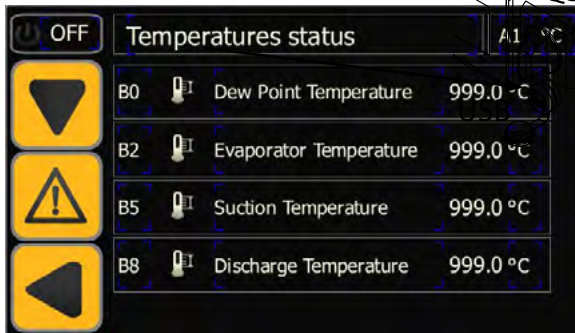 OFF Temperatures status A1 °C
B0 Dew Point Temperature 999.0 °C
USB
B2 Evaporator Temperature 999.0 °C
B5 Suction Temperature 999.0 °C
B8 Discharge Temperature 999.0 °C